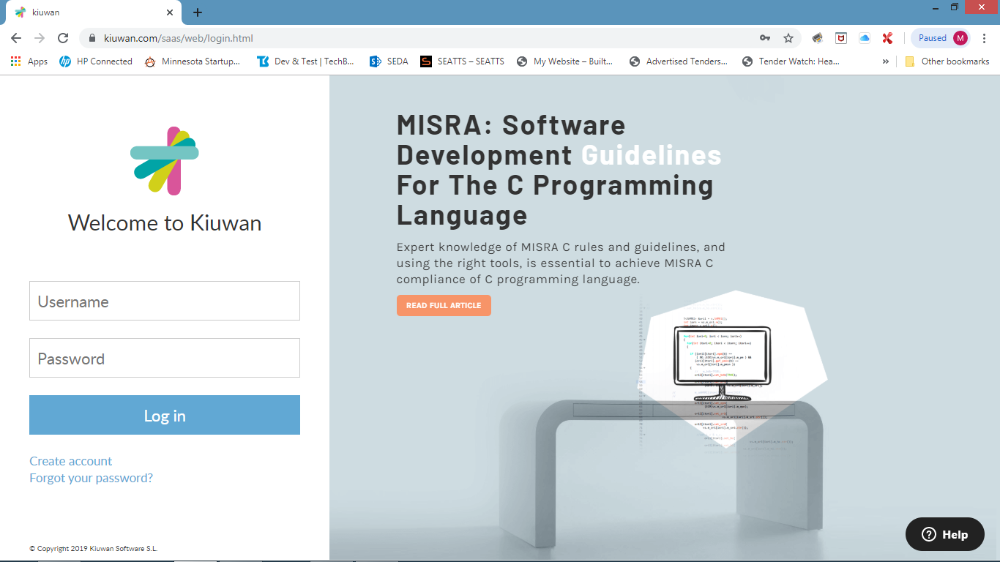 kiuwan
kiuwan.com/saas/web/login.html
Paused
M
Apps
HP Connected
Minnesota Startup...
Dev & Test | TechB...
SEDA
SEATTS – SEATTS
My Website – Built...
Advertised Tenders...
Tender Watch: Hea...
»
Other bookmarks
Welcome to Kiuwan
Username
Password
Log in
Create account
Forgot your password?
© Copyright 2019 Kiuwan Software S.L.
MISRA: Software
Development Guidelines
For The C Programming
Language
Expert knowledge of MISRA C rules and guidelines, and
using the right tools, is essential to achieve MISRA C
compliance of C programming language.
READ FULL ARTICLE
Help